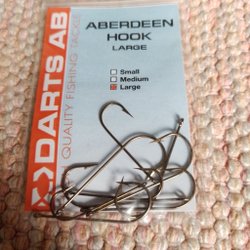 ABERDEEN
HOOK
LARGE
Small
Medium
Large
DARTS AB
QUALITY FISHING TACKLE